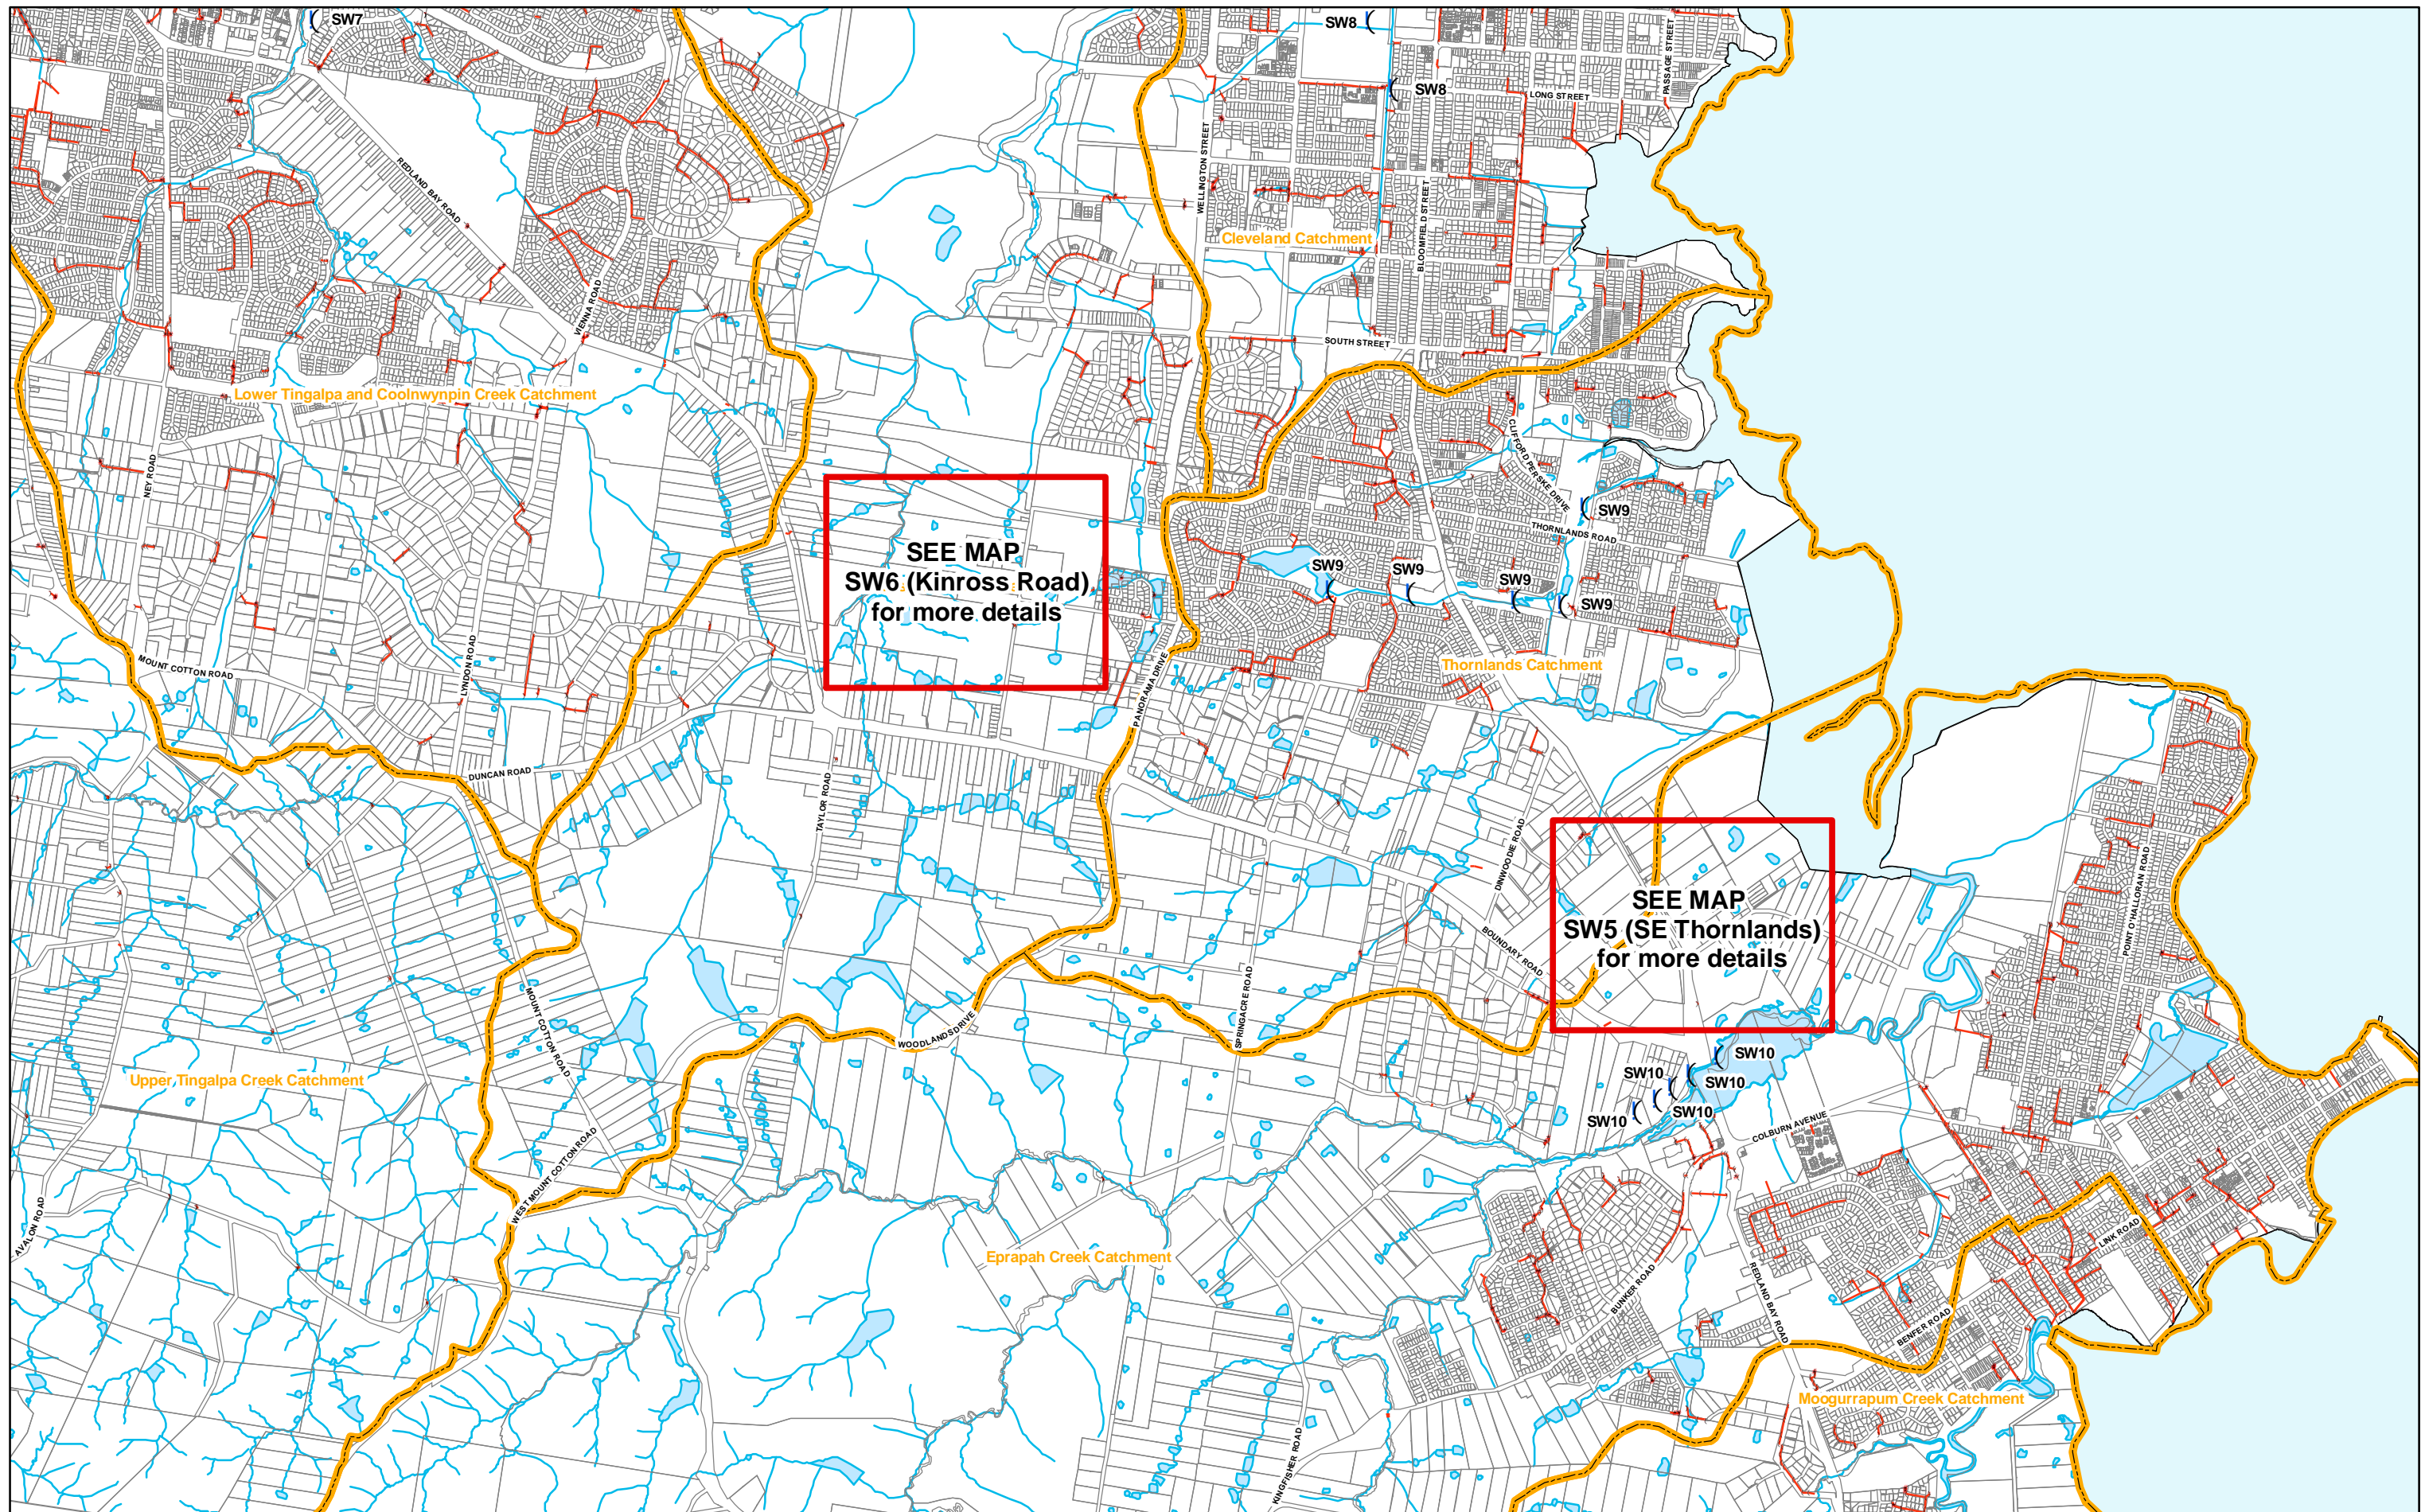 SW7
SW8
PASSAGE STREET
SW8
LONG STREET
WELLINGTON STREET
REDLAND BAY ROAD
Cleveland Catchment
BLOOMFIELD STREET
VIENNA ROAD
SOUTH STREET
Lower Tingalpa and Coolnwynpin Creek Catchment
CLIFFORD PERSKE DRIVE
NEY ROAD
SW9
THORNLANDS ROAD
SEE MAP
SW6 (Kinross Road)
for more details
SW9
SW9
SW9
SW9
MOUNT COTTON ROAD
LYNDON ROAD
PANORAMA DRIVE
Thornlands Catchment
DUNCAN ROAD
TAYLOR ROAD
DINWOODIE ROAD
SEE MAP
SW5 (SE Thornlands)
for more details
POINT O'HALLORAN ROAD
BOUNDARY ROAD
MOUNT COTTON ROAD
SPRINGACRE ROAD
WOODLANDS DRIVE
Upper Tingalpa Creek Catchment
SW10
SW10
SW10
SW10
SW10
COLBURN AVENUE
WEST MOUNT COTTON ROAD
AVALON ROAD
Eprapah Creek Catchment
LINK ROAD
BUNKER ROAD
REDLAND BAY ROAD
BENFER ROAD
Moogurrapum Creek Catchment
KINGFISHER ROAD